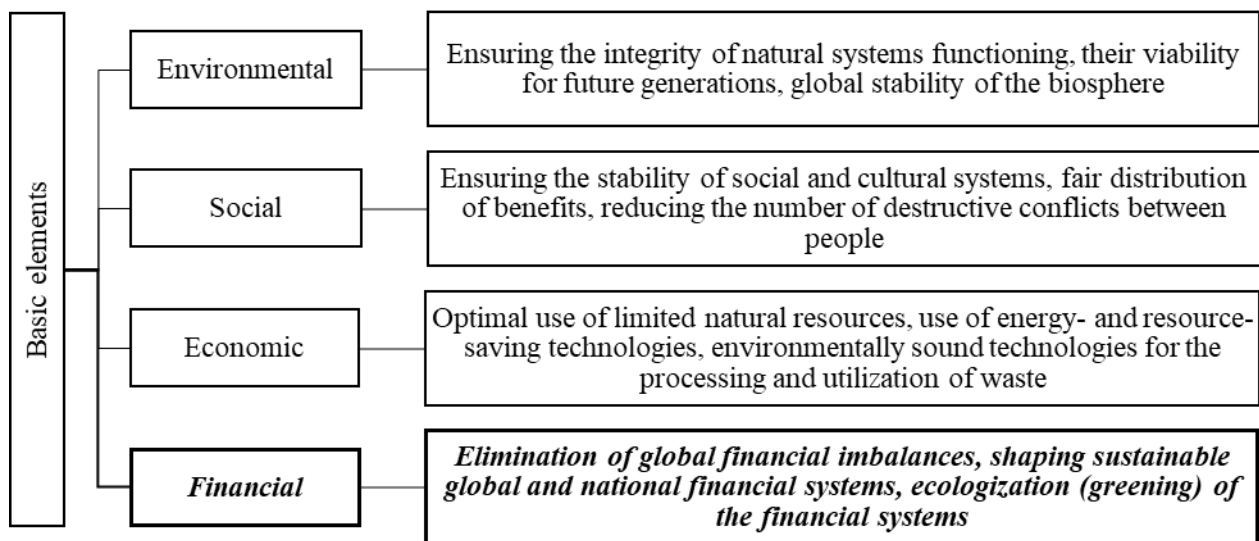 Basic elements
Environmental
Ensuring the integrity of natural systems functioning, their viability
for future generations, global stability of the biosphere
Social
Ensuring the stability of social and cultural systems, fair distribution
of benefits, reducing the number of destructive conflicts between
people
Economic
Optimal use of limited natural resources, use of energy- and resource-
saving technologies, environmentally sound technologies for the
processing and utilization of waste
Financial
Elimination of global financial imbalances, shaping sustainable
global and national financial systems, ecologization (greening) of
the financial systems